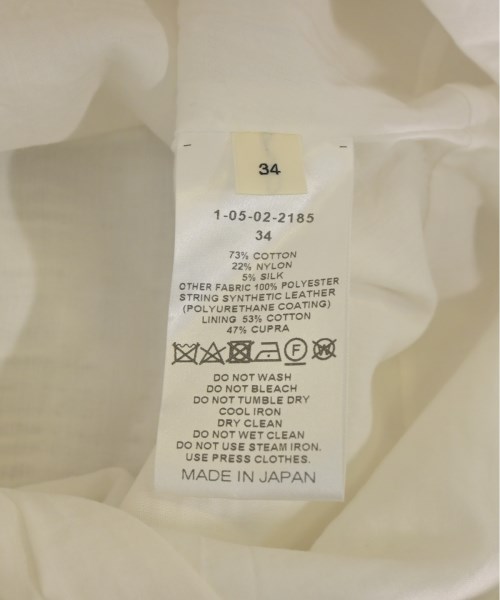 34
1-05-02-2185
34
73% COTTON
22% NYLON
5% SILK
OTHER FABRIC 100% POLYESTER
STRING SYNTHETIC LEATHER
(POLYURETHANE COATING)
LINING 53% COTTON
47% CUPRA
F W
DO NOT WASH
DO NOT BLEACH
DO NOT TUMBLE DRY
COOL IRON
DRY CLEAN
DO NOT WET CLEAN
DO NOT USE STEAM IRON.
USE PRESS CLOTHES.
MADE IN JAPAN